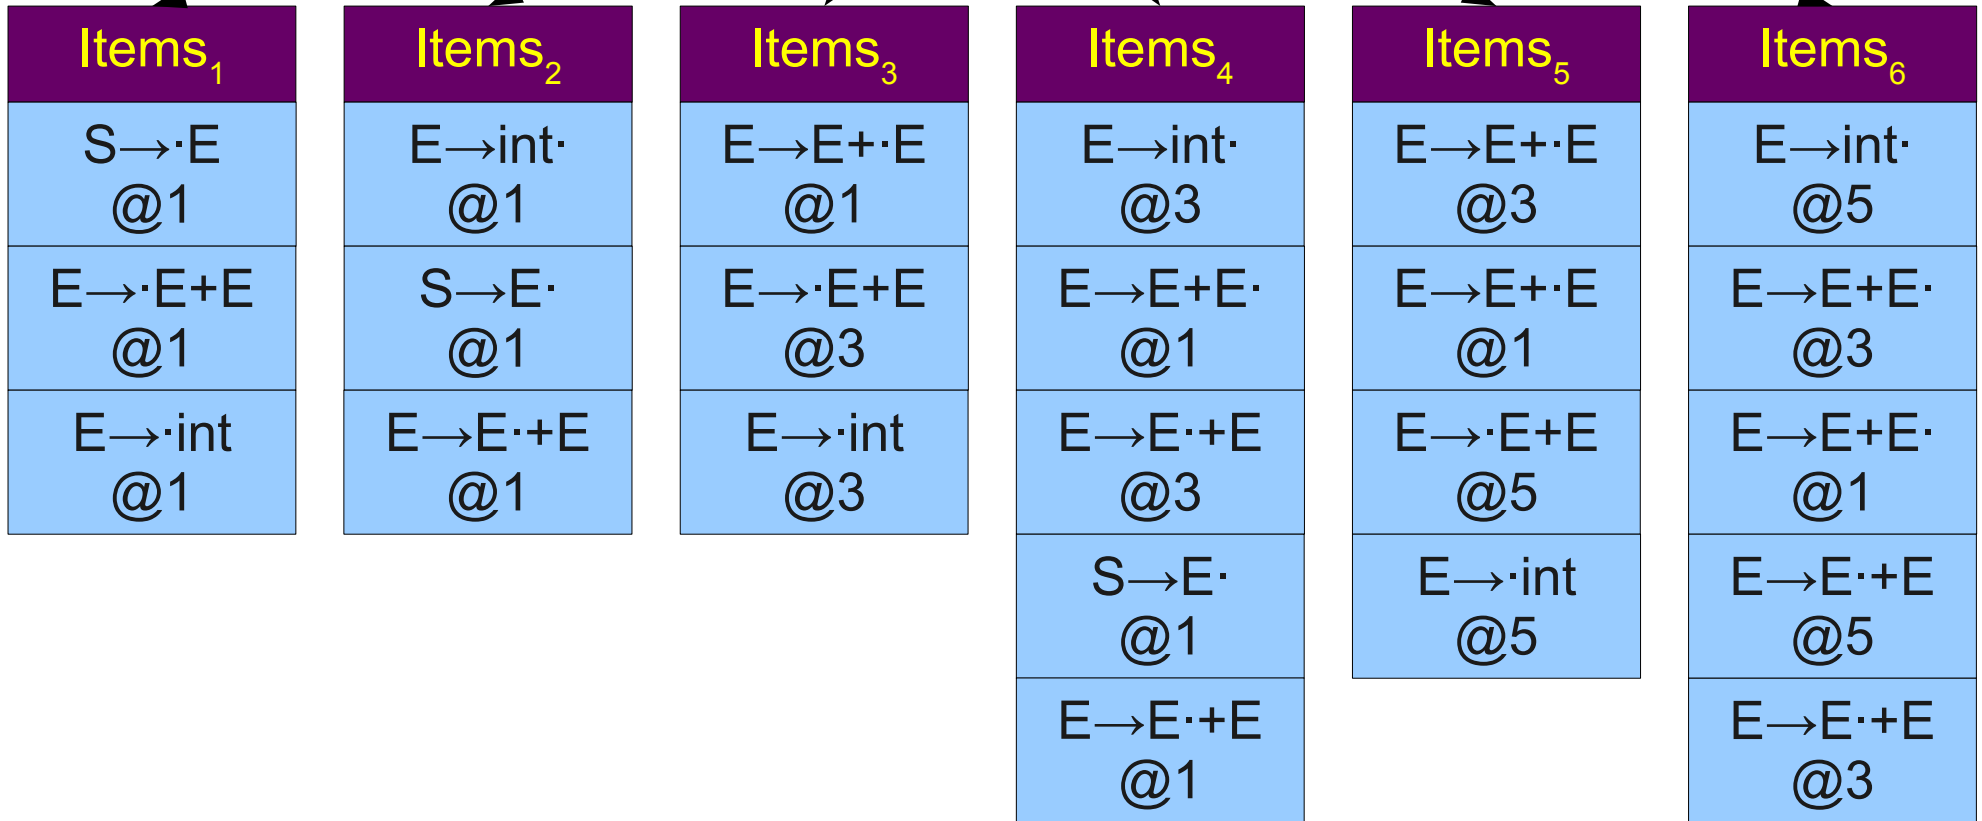 Items₁
S→·E
@1
E→·E+E
@1
E→·int
@1
Items₂
E→int·
@1
S→E·
@1
E→E·+E
@1
Items₃
E→E+·E
@1
E→·E+E
@3
E→·int
@3
Items₄
E→int·
@3
E→E+E·
@1
E→E·+E
@3
S→E·
@1
E→E·+E
@1
Items₅
E→E+·E
@3
E→E+·E
@1
E→·E+E
@5
E→·int
@5
Items₆
E→int·
@5
E→E+E·
@3
E→E+E·
@1
E→E·+E
@5
E→E·+E
@3